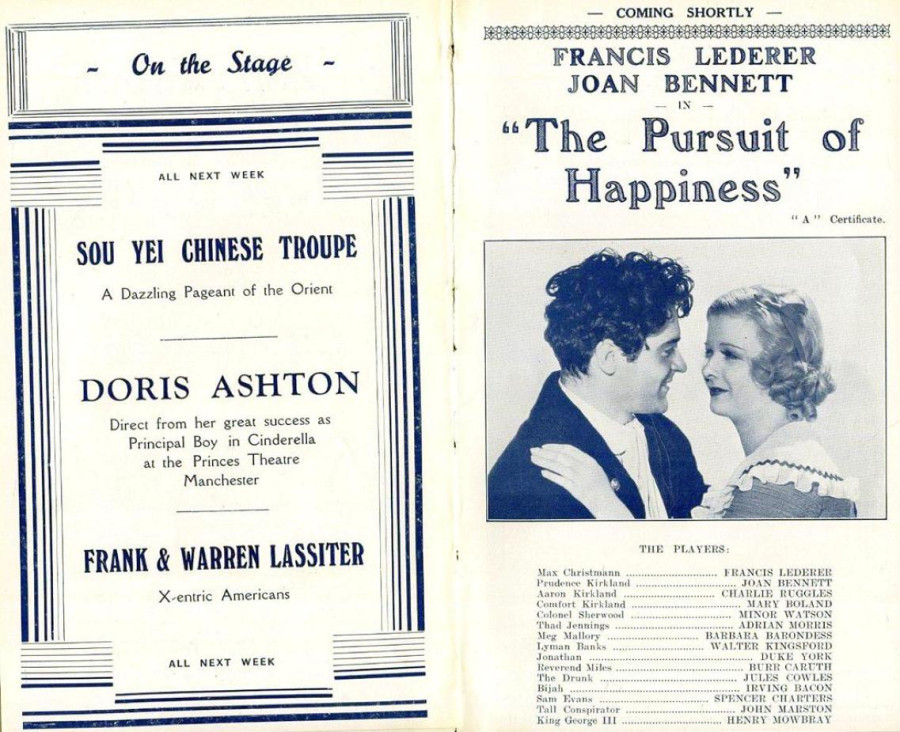 ~ On the Stage ~
ALL NEXT WEEK
SOU YEI CHINESE TROUPE
A Dazzling Pageant of the Orient
DORIS ASHTON
Direct from her great success as
Principal Boy in Cinderella
at the Princes Theatre
Manchester
FRANK & WARREN LASSITER
X-entric Americans
ALL NEXT WEEK
— COMING SHORTLY —
FRANCIS LEDERER
JOAN BENNETT
— IN —
“The Pursuit of
Happiness”
“ A ” Certificate.
THE PLAYERS:
Max Christmann ........................ FRANCIS LEDERER
Prudence Kirkland ........................ JOAN BENNETT
Aaron Kirkland ........................ CHARLIE RUGGLES
Comfort Kirkland ........................ MARY BOLAND
Colonel Sherwood ........................ MINOR WATSON
Thad Jennings ........................ ADRIAN MORRIS
Meg Mallory ........................ BARBARA BARONDESS
Lyman Banks ........................ WALTER KINGSFORD
Jonathan ........................ DUKE YORK
Reverend Miles ........................ BURR CARUTH
The Drunk ........................ JULES COWLES
Bijah ........................ IRVING BACON
Sam Evans ........................ SPENCER CHARTERS
Tall Conspirator ........................ JOHN MARSTON
King George III ........................ HENRY MOWBRAY